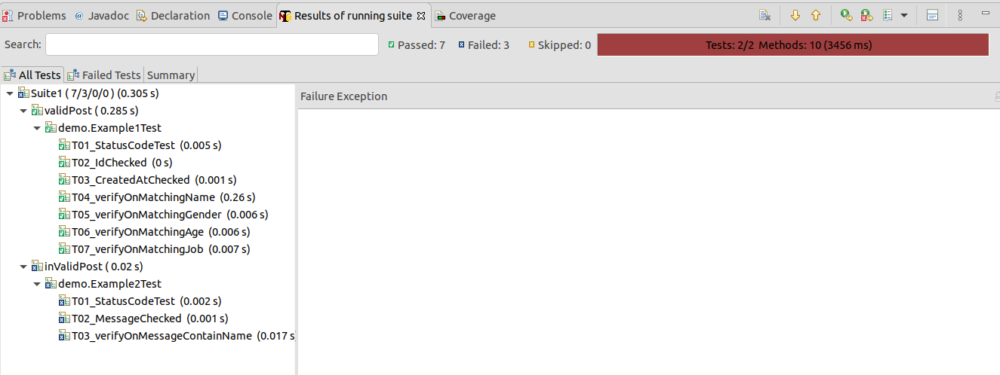 Problems @ Javadoc Declaration Console Results of running suite Coverage
Search: Passed: 7 Failed: 3 Skipped: 0 Tests: 2/2 Methods: 10 (3456 ms)
All Tests Failed Tests Summary
Suite1 ( 7/3/0/0 ) (0.305 s)
Failure Exception
validPost ( 0.285 s)
demo.Example1Test
T01_StatusCodeTest (0.005 s)
T02_IdChecked (0 s)
T03_CreatedAtChecked (0.001 s)
T04_verifyOnMatchingName (0.26 s)
T05_verifyOnMatchingGender (0.006 s)
T06_verifyOnMatchingAge (0.006 s)
T07_verifyOnMatchingJob (0.007 s)
inValidPost ( 0.02 s)
demo.Example2Test
T01_StatusCodeTest (0.002 s)
T02_MessageChecked (0.001 s)
T03_verifyOnMessageContainName (0.017 s